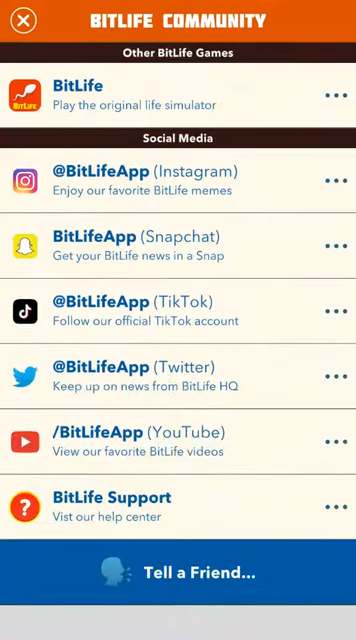 BITLIFE COMMUNITY
Other BitLife Games
BitLife
Play the original life simulator
BITLIFE
Social Media
@BitLifeApp (Instagram)
Enjoy our favorite BitLife memes
BitLifeApp (Snapchat)
Get your BitLife news in a Snap
@BitLifeApp (TikTok)
Follow our official TikTok account
@BitLifeApp (Twitter)
Keep up on news from BitLife HQ
/BitLifeApp (YouTube)
View our favorite BitLife videos
BitLife Support
Vist our help center
Tell a Friend...